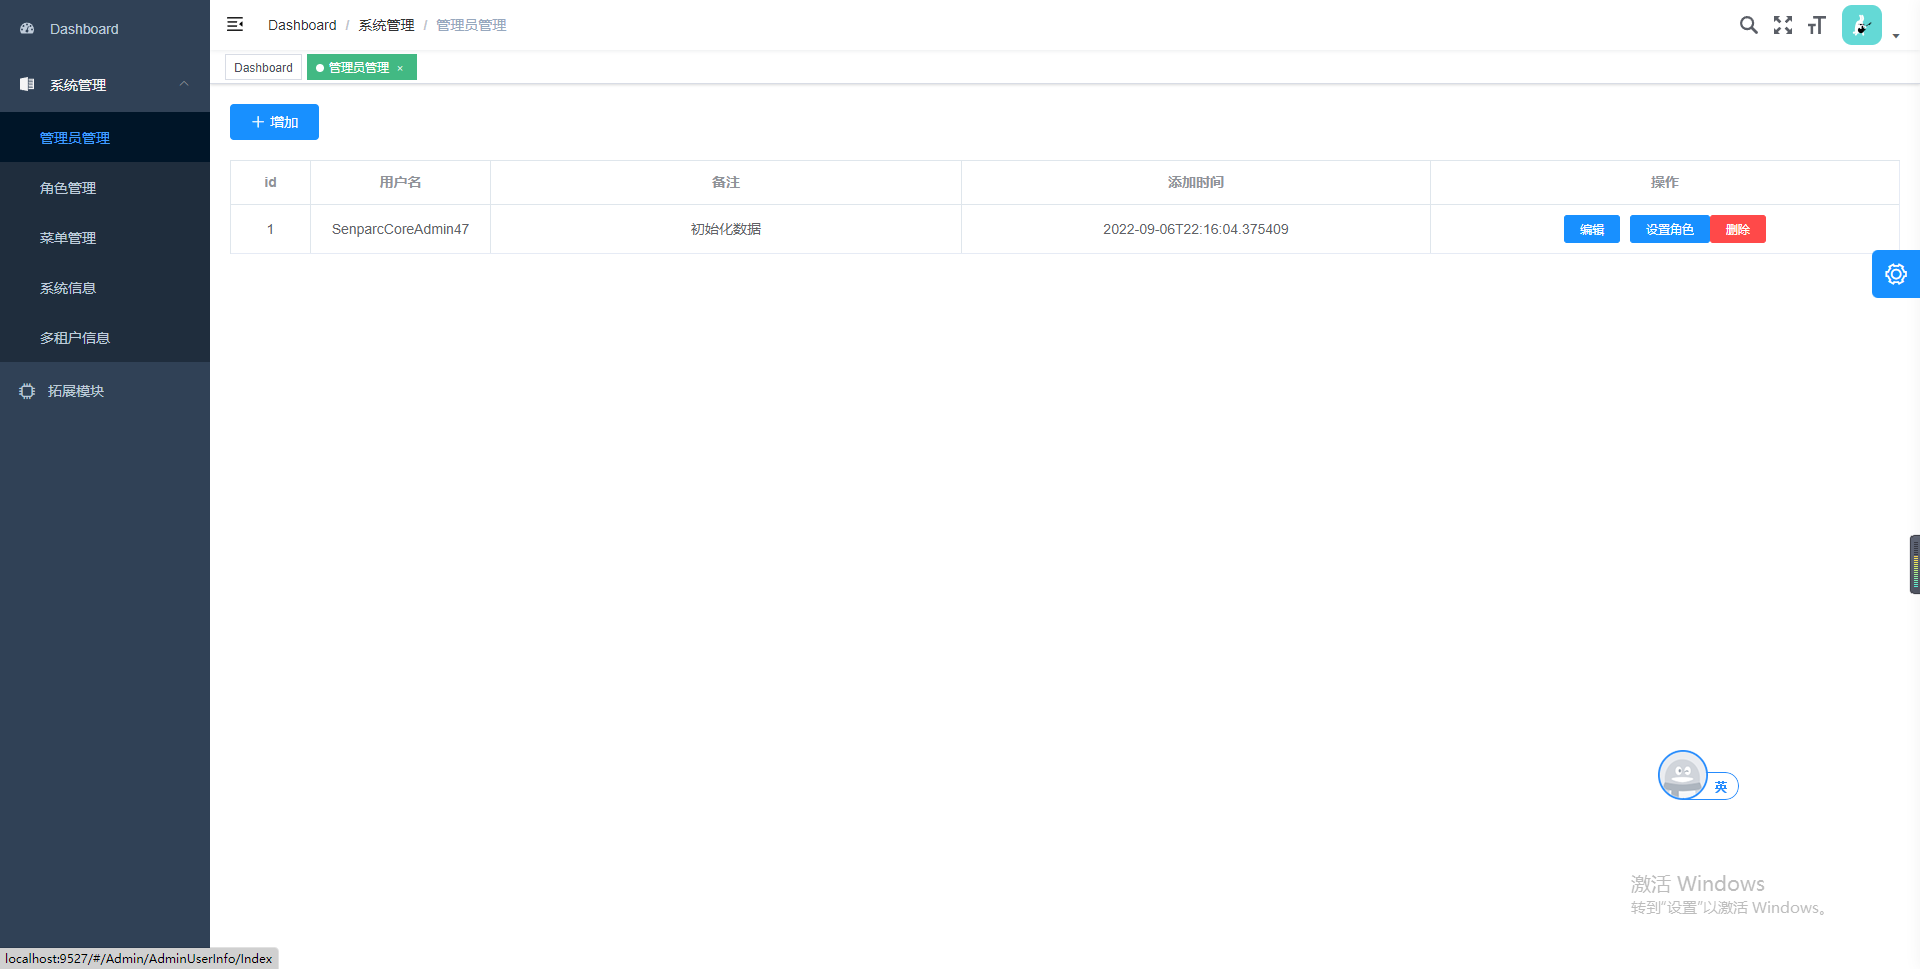 Dashboard
系统管理
管理员管理
角色管理
菜单管理
系统信息
多租户信息
拓展模块
Dashboard / 系统管理 / 管理员管理
Dashboard 管理员管理 ×
+ 增加
id 用户名 备注 添加时间 操作
1 SenparcCoreAdmin47 初始化数据 2022-09-06T22:16:04.375409 编辑 设置角色 删除
英
激活 Windows
转到“设置”以激活 Windows。
localhost:9527/#/Admin/AdminUserInfo/Index